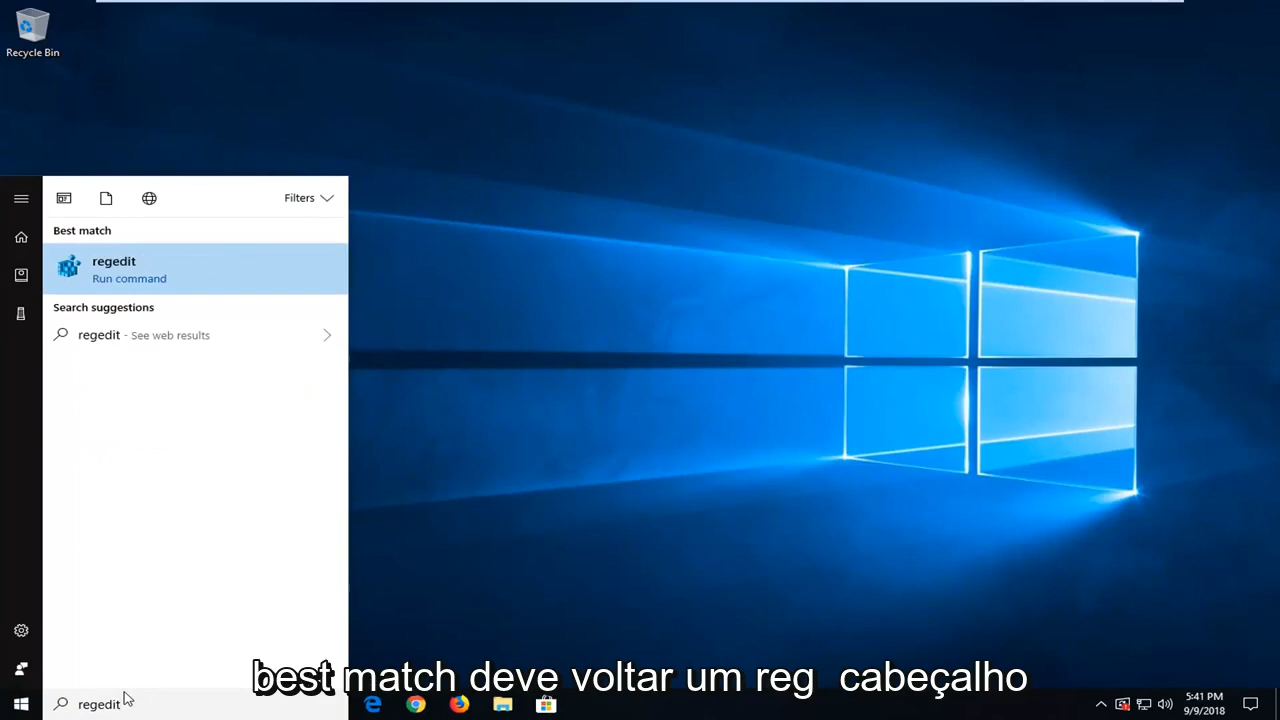 Recycle Bin
Filters
Best match
regedit
Run command
Search suggestions
regedit - See web results
best match deve voltar um reg cabeçalho
regedit
5:41 PM
9/9/2018